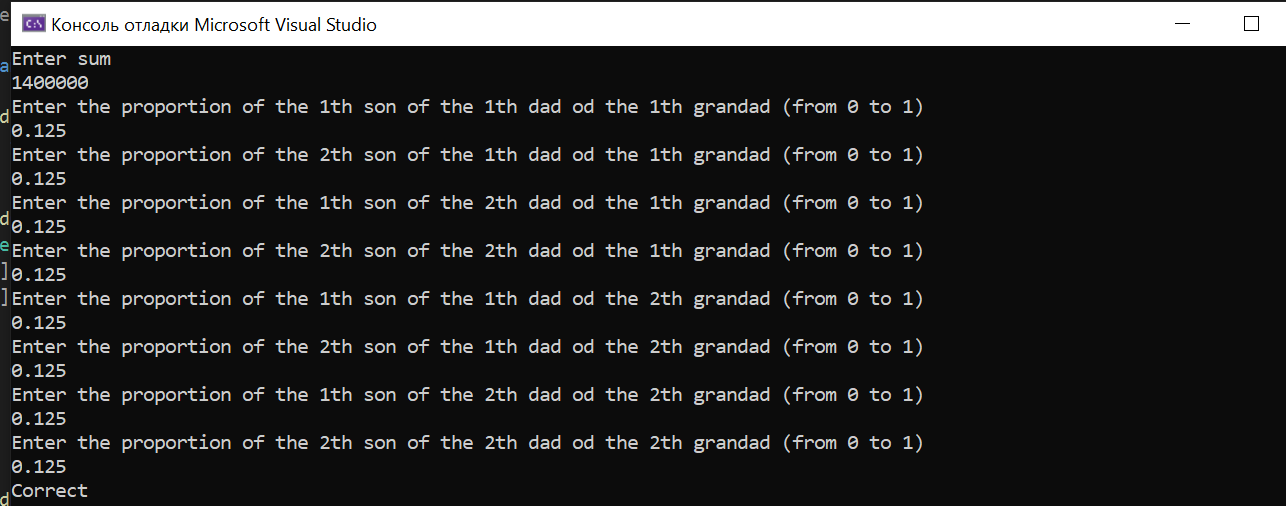 Консоль отладки Microsoft Visual Studio
Enter sum
1400000
Enter the proportion of the 1th son of the 1th dad od the 1th grandad (from 0 to 1)
0.125
Enter the proportion of the 2th son of the 1th dad od the 1th grandad (from 0 to 1)
0.125
Enter the proportion of the 1th son of the 2th dad od the 1th grandad (from 0 to 1)
0.125
Enter the proportion of the 2th son of the 2th dad od the 1th grandad (from 0 to 1)
0.125
Enter the proportion of the 1th son of the 1th dad od the 2th grandad (from 0 to 1)
0.125
Enter the proportion of the 2th son of the 1th dad od the 2th grandad (from 0 to 1)
0.125
Enter the proportion of the 1th son of the 2th dad od the 2th grandad (from 0 to 1)
0.125
Enter the proportion of the 2th son of the 2th dad od the 2th grandad (from 0 to 1)
0.125
Correct